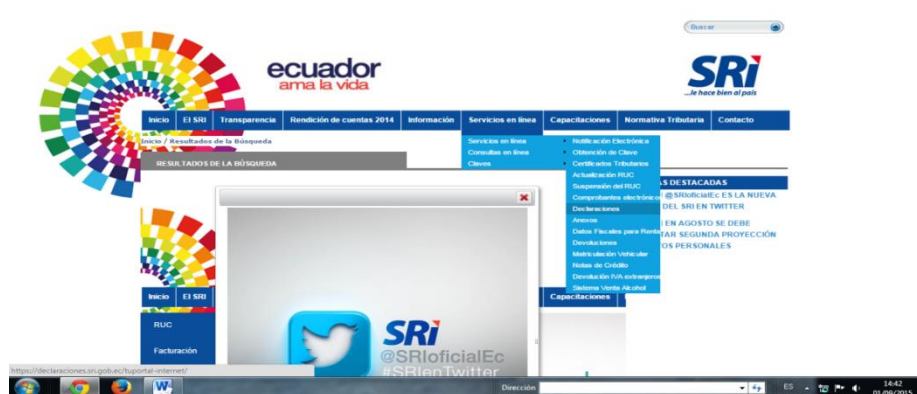 Buscar
ecuador
ama la vida
SRi
...le hace bien al país
Inicio El SRI Transparencia Rendición de cuentas 2014 Información Servicios en línea Capacitaciones Normativa Tributaria Contacto
Inicio / Resultados de la Búsqueda
RESULTADOS DE LA BÚSQUEDA
Servicios en línea
Consultas en línea
Claves
Notificación Electrónica
Obtención de Clave
Certificados Tributarios
Actualización RUC
Suspensión del RUC
Comprobantes electrónicos
Declaraciones
Anexos
Datos Fiscales para Renta
Devoluciones
Matriculación Vehicular
Notas de Crédito
Devolución IVA extranjeros
Sistema Venta Alcohol
AS DESTACADAS
@SRIoficialEc ES LA NUEVA
DEL SRI EN TWITTER
EN AGOSTO SE DEBE
TAR SEGUNDA PROYECCIÓN
OS PERSONALES
Inicio El SRI
Capacitaciones
RUC
Facturación
SRi
@SRIoficialEc
#SRIenTwitter
https://declaraciones.sri.gob.ec/tuportal-internet/
Dirección
ES
14:42
01/09/2015